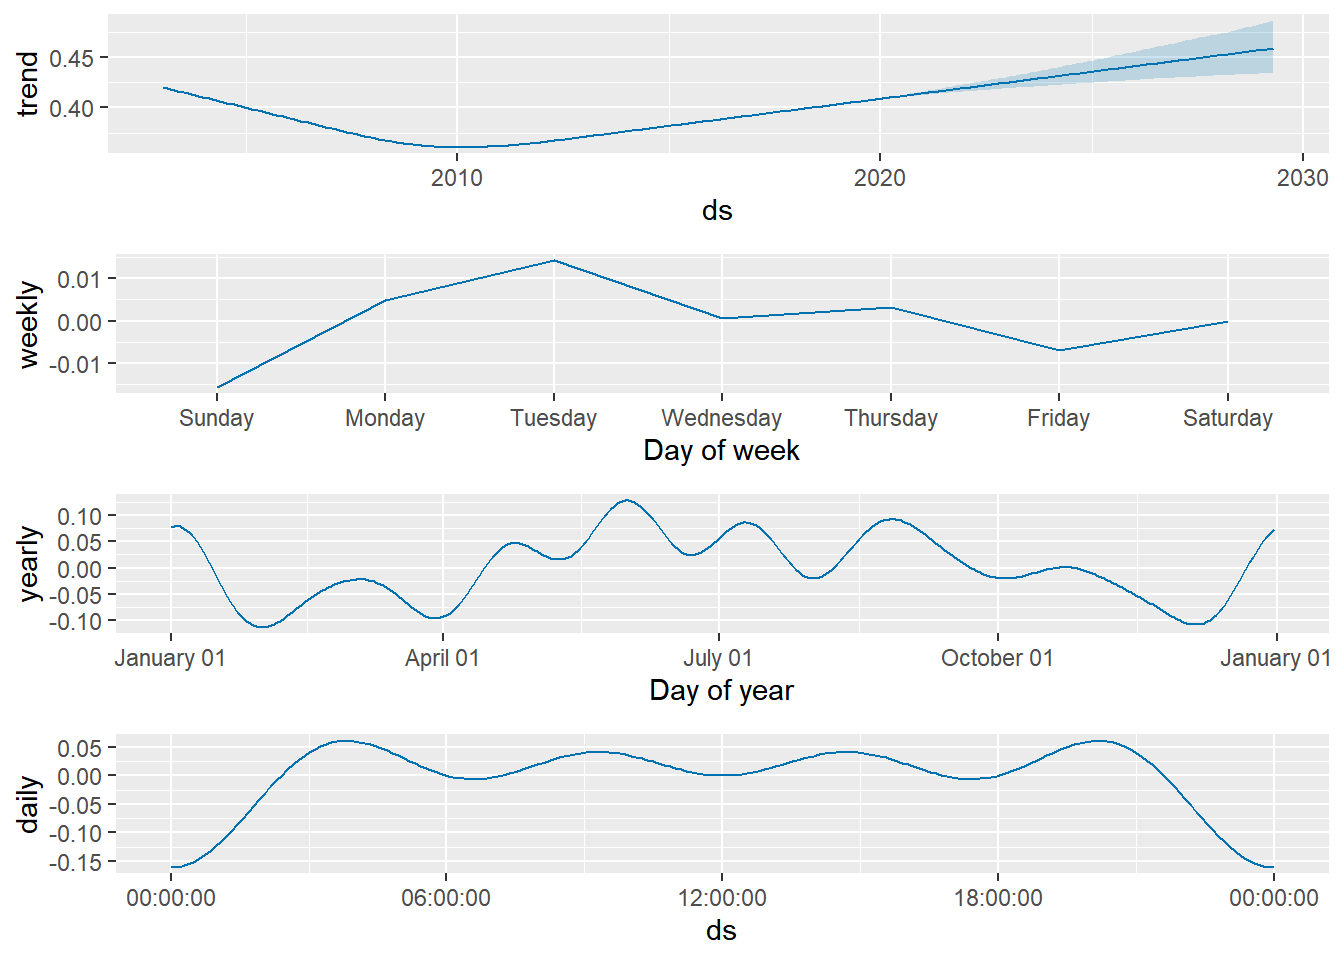 trend
0.45
0.40
2010 2020 2030
ds
weekly
0.01
0.00
-0.01
Sunday Monday Tuesday Wednesday Thursday Friday Saturday
Day of week
yearly
0.10
0.05
0.00
-0.05
-0.10
January 01 April 01 July 01 October 01 January 01
Day of year
daily
0.05
0.00
-0.05
-0.10
-0.15
00:00:00 06:00:00 12:00:00 18:00:00 00:00:00
ds